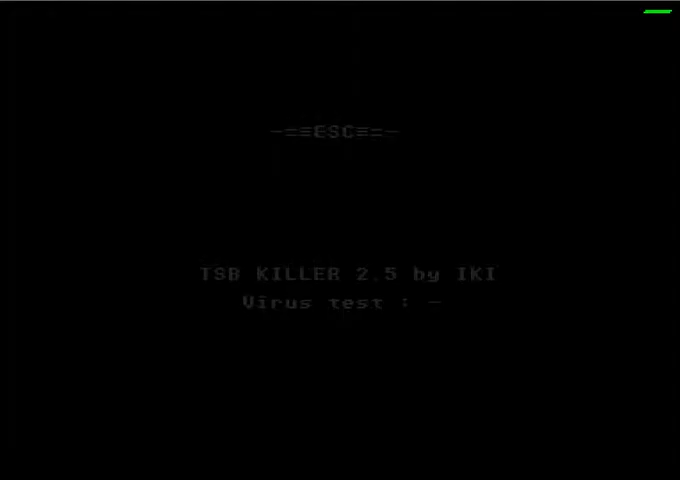 -=≡ESC≡=-
TSB KILLER 2.5 by IKI
Virus test : -